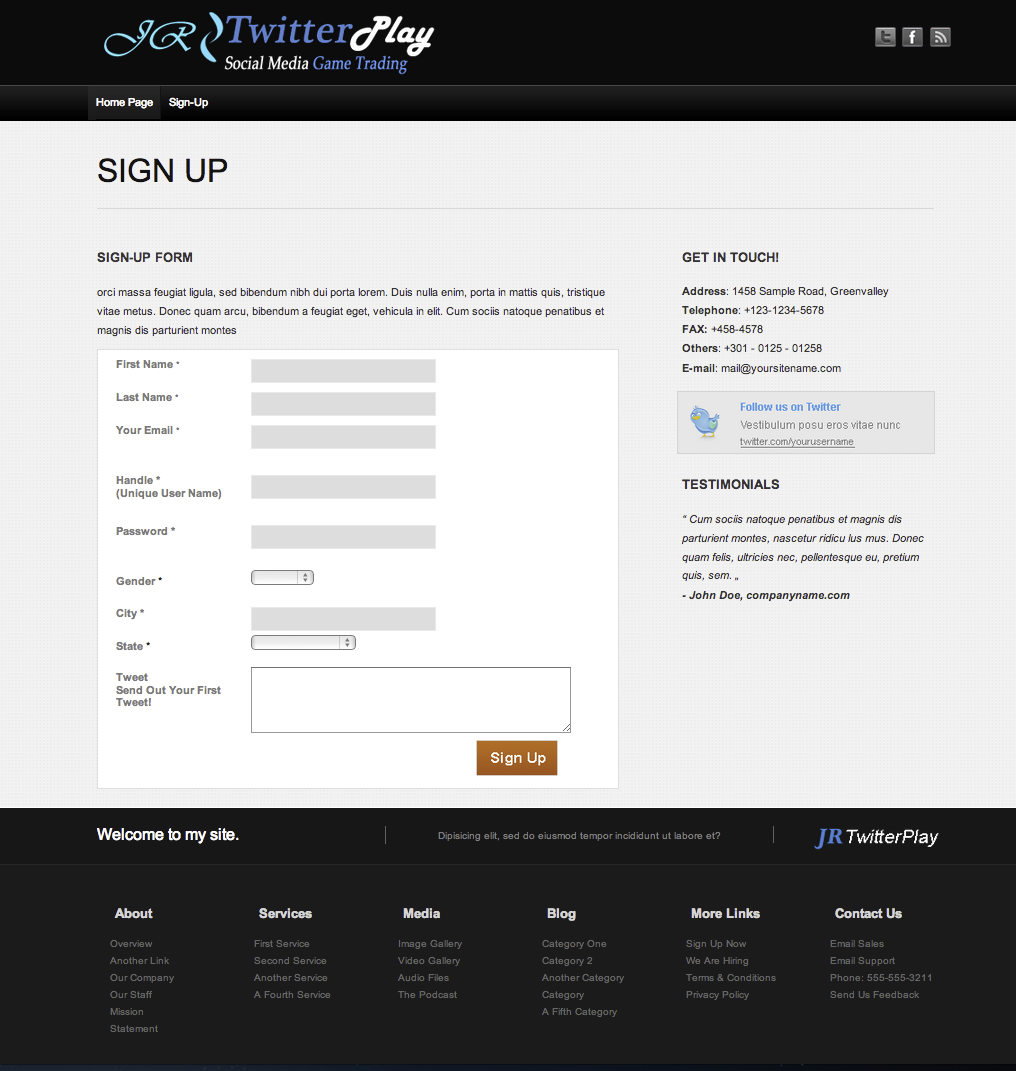 JR TwitterPlay
Social Media Game Trading
t f
Home Page Sign-Up
SIGN UP
SIGN-UP FORM
orci massa feugiat ligula, sed bibendum nibh dui porta lorem. Duis nulla enim, porta in mattis quis, tristique
vitae metus. Donec quam arcu, bibendum a feugiat eget, vehicula in elit. Cum sociis natoque penatibus et
magnis dis parturient montes
First Name *
Last Name *
Your Email *
Handle *
(Unique User Name)
Password *
Gender *
City *
State *
Tweet
Send Out Your First
Tweet!
Sign Up
GET IN TOUCH!
Address: 1458 Sample Road, Greenvalley
Telephone: +123-1234-5678
FAX: +458-4578
Others: +301 - 0125 - 01258
E-mail: mail@yoursitename.com
Follow us on Twitter
Vestibulum posu eros vitae nunc
twitter.com/yourusername
TESTIMONIALS
“ Cum sociis natoque penatibus et magnis dis
parturient montes, nascetur ridicu lus mus. Donec
quam felis, ultricies nec, pellentesque eu, pretium
quis, sem. „
- John Doe, companyname.com
Welcome to my site.
Dipisicing elit, sed do eiusmod tempor incididunt ut labore et?
JR TwitterPlay
About
Overview
Another Link
Our Company
Our Staff
Mission
Statement
Services
First Service
Second Service
Another Service
A Fourth Service
Media
Image Gallery
Video Gallery
Audio Files
The Podcast
Blog
Category One
Category 2
Another Category
Category
A Fifth Category
More Links
Sign Up Now
We Are Hiring
Terms & Conditions
Privacy Policy
Contact Us
Email Sales
Email Support
Phone: 555-555-3211
Send Us Feedback